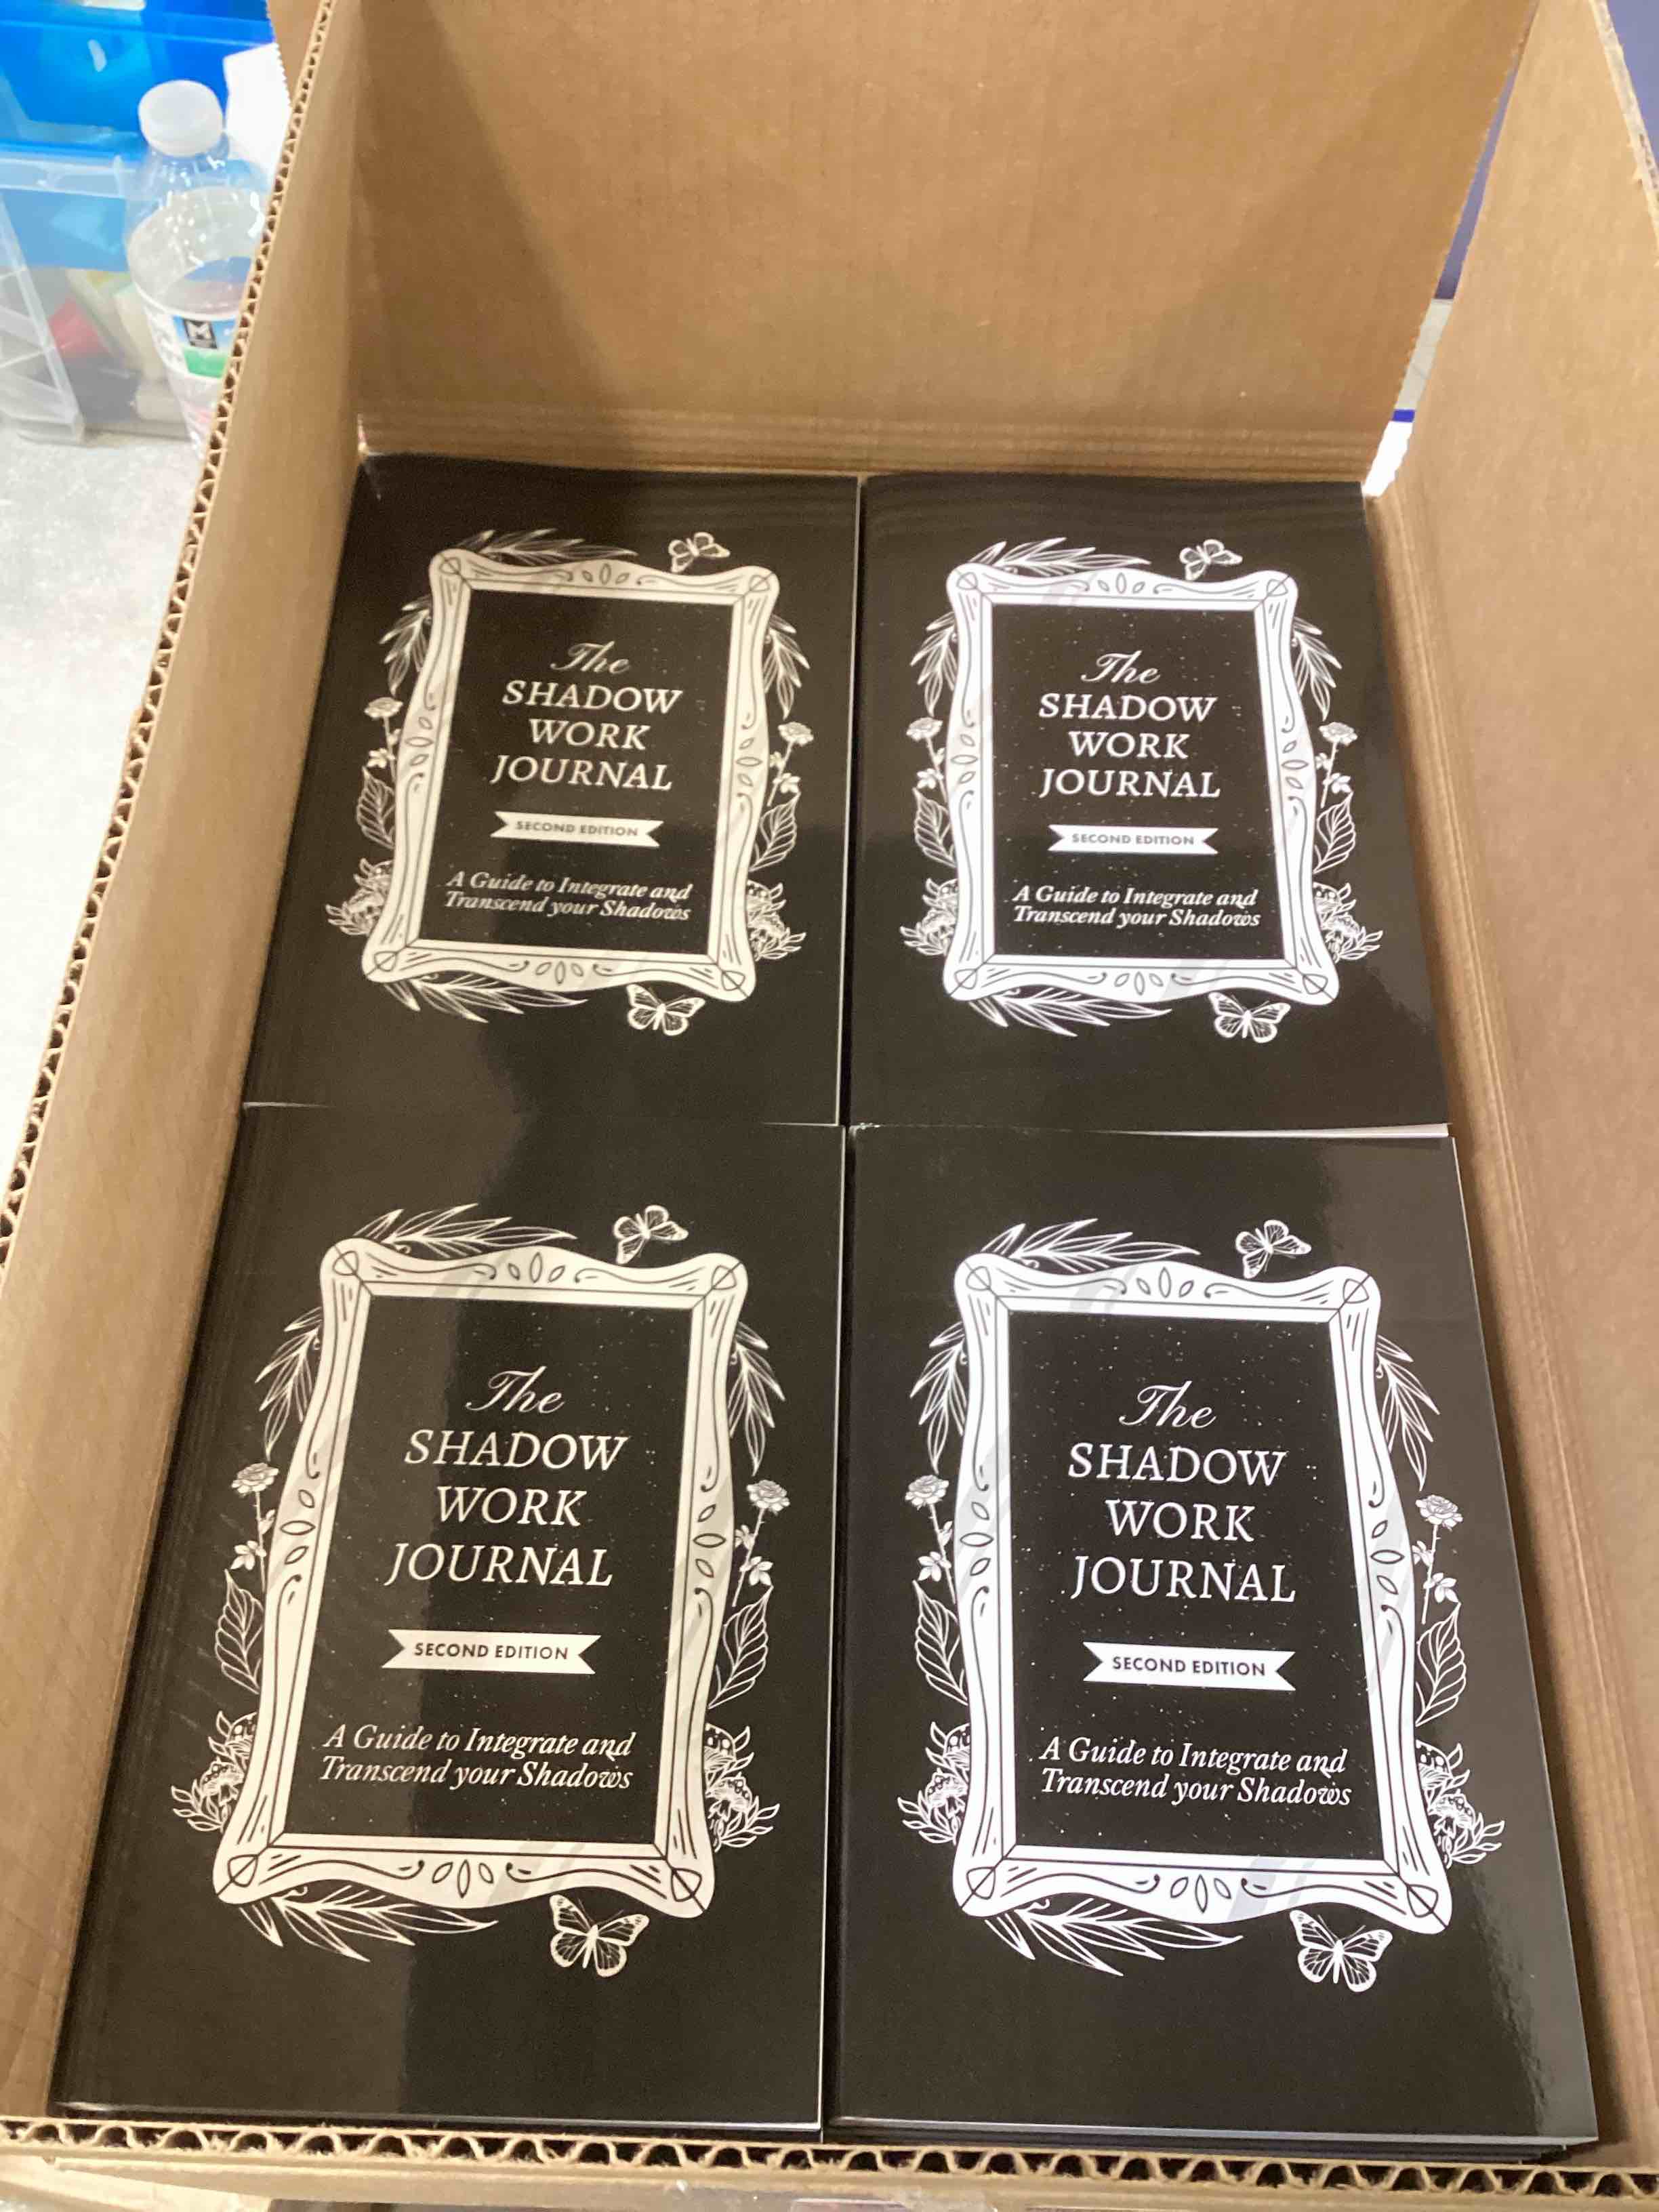 The
SHADOW
WORK
JOURNAL
SECOND EDITION
A Guide to Integrate and
Transcend your Shadows
The
SHADOW
WORK
JOURNAL
SECOND EDITION
A Guide to Integrate and
Transcend your Shadows
The
SHADOW
WORK
JOURNAL
SECOND EDITION
A Guide to Integrate and
Transcend your Shadows
The
SHADOW
WORK
JOURNAL
SECOND EDITION
A Guide to Integrate and
Transcend your Shadows
M